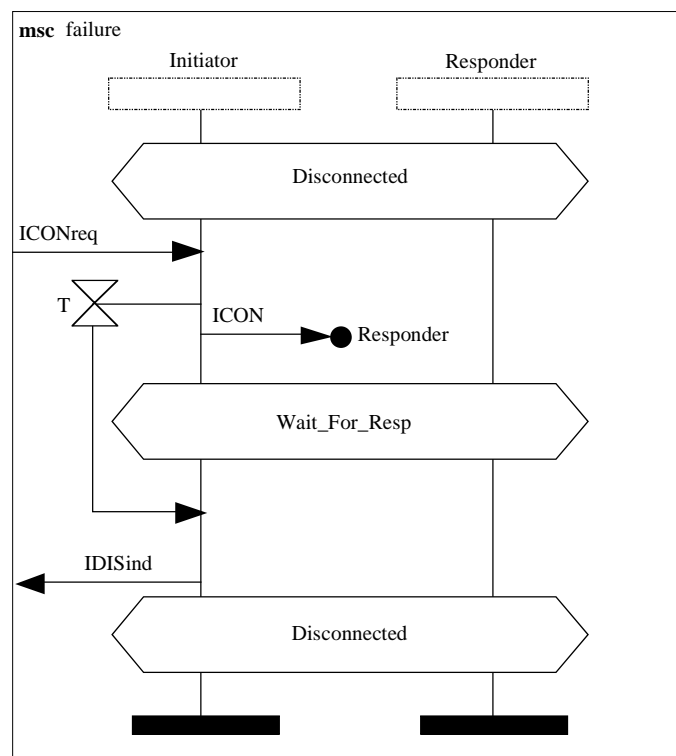 msc failure
Initiator
Responder
Disconnected
ICONreq
T
ICON
Responder
Wait_For_Resp
IDISind
Disconnected